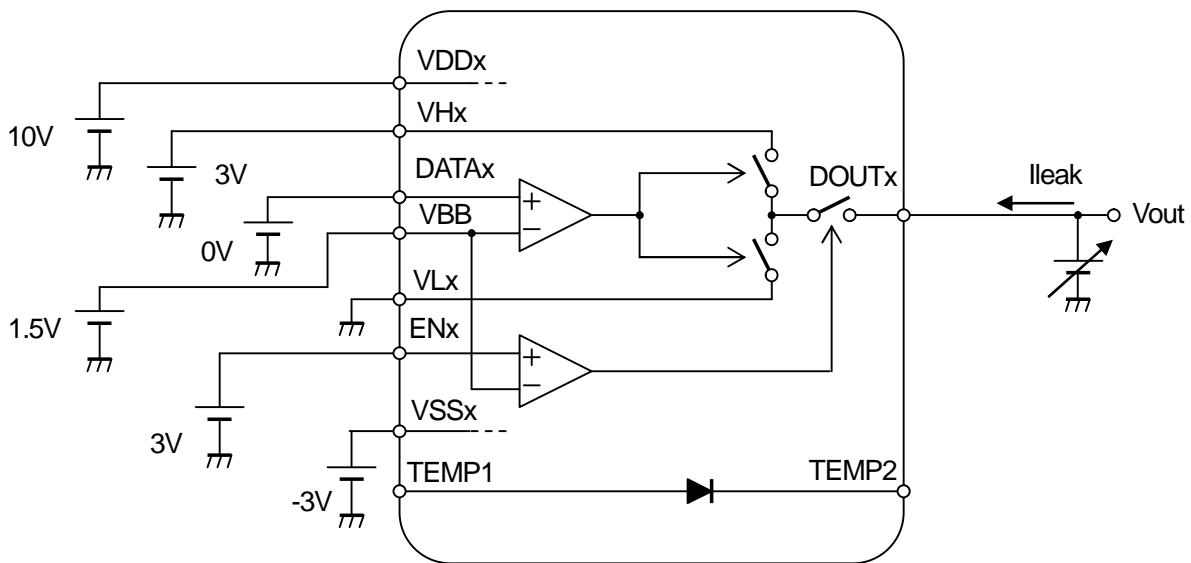 VDDx
10V
VHx
3V
DATAx
+
VBB
−
0V
DOUTx
Ileak
Vout
VLx
1.5V
ENx
+
−
VSSx
3V
-3V
TEMP1
TEMP2